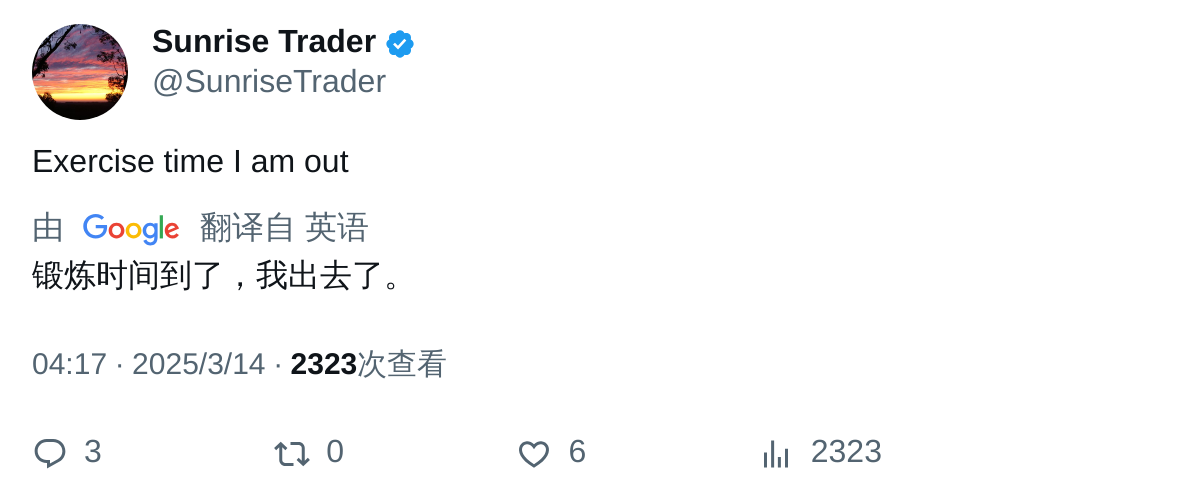 Sunrise Trader
@SunriseTrader
Exercise time I am out
由 Google 翻译自 英语
锻炼时间到了，我出去了。
04:17 · 2025/3/14 · 2323次查看
3 0 6 2323